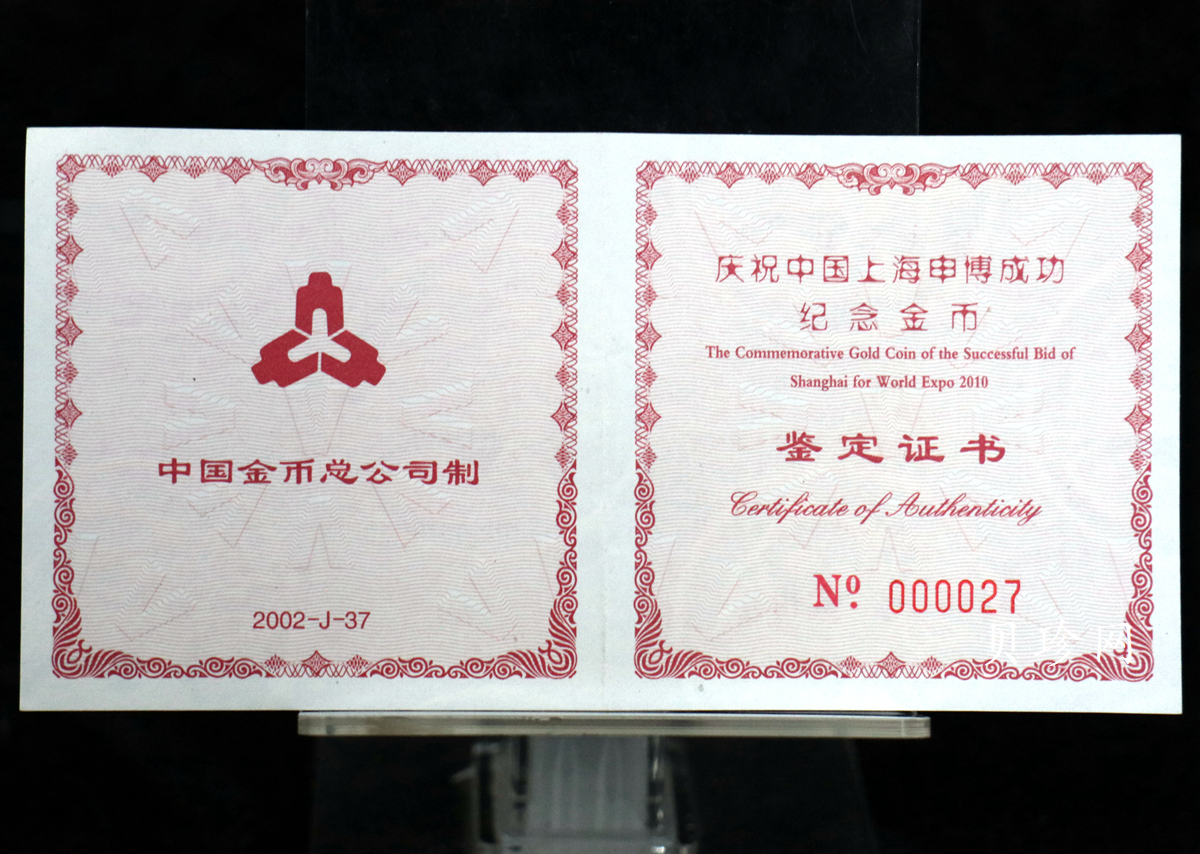 中国金币总公司制
2002-J-37
庆祝中国上海申博成功
纪念金币
The Commemorative Gold Coin of the Successful Bid of
Shanghai for World Expo 2010
鉴定证书
Certificate of Authenticity
Nº 000027
贝珍网